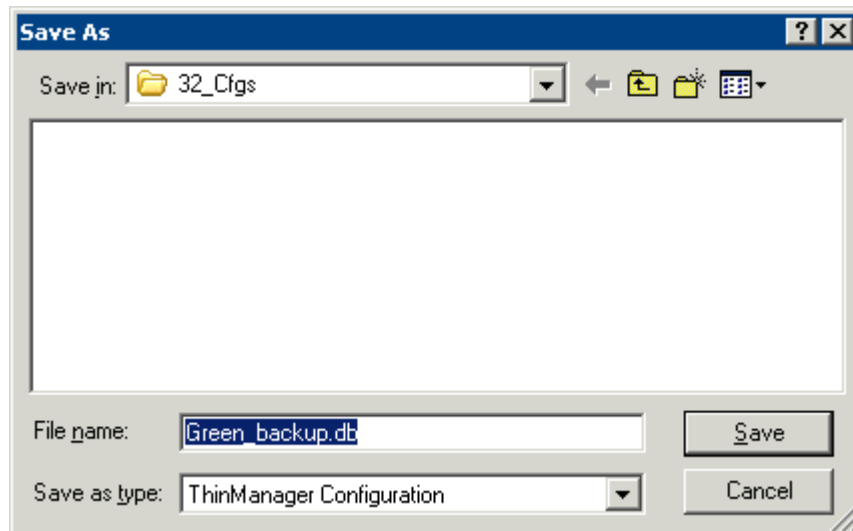 Save As
Save in: 32_Cfgs
File name: Green_backup.db Save
Save as type: ThinManager Configuration Cancel